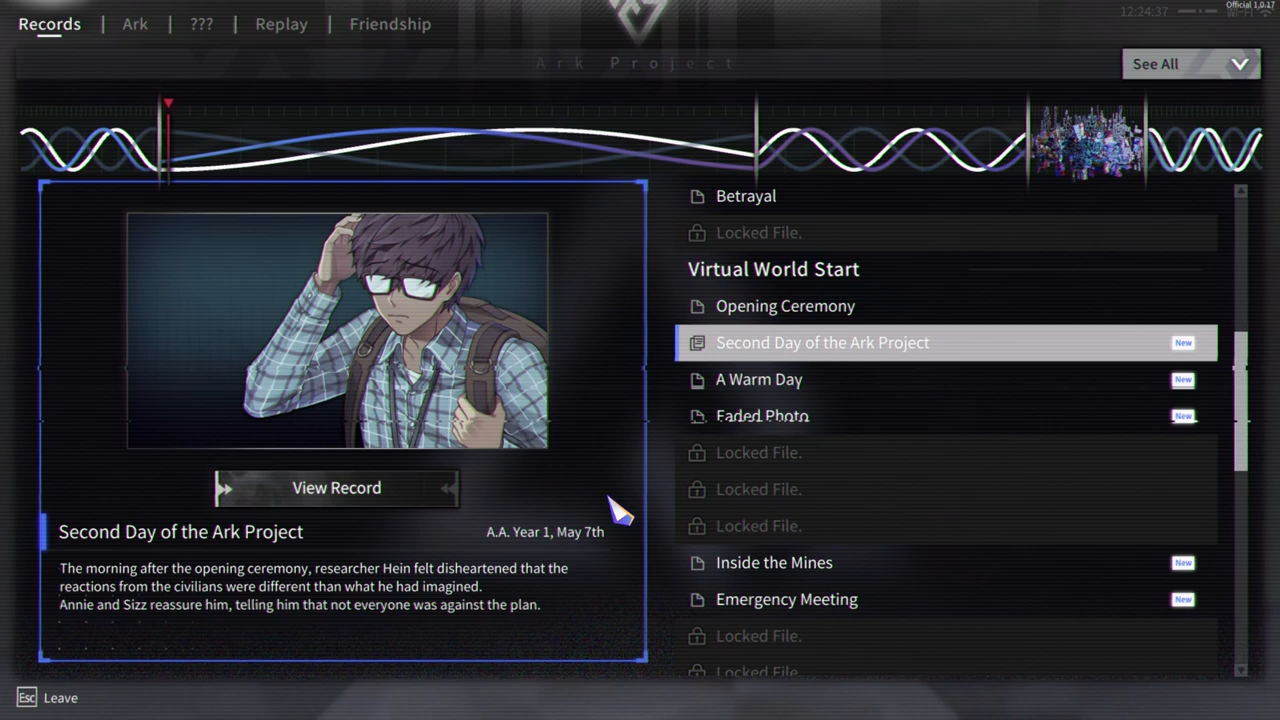 Official 1.0.17
Records | Ark | ??? | Replay | Friendship
12:24:37
Wi-Fi
Ark Project
See All
Betrayal
Locked File.
Virtual World Start
Opening Ceremony
Second Day of the Ark Project New
A Warm Day New
Faded Photo New
Locked File.
Locked File.
Locked File.
Inside the Mines New
Emergency Meeting New
Locked File.
Locked File.
View Record
Second Day of the Ark Project A.A. Year 1, May 7th
The morning after the opening ceremony, researcher Hein felt disheartened that the
reactions from the civilians were different than what he had imagined.
Annie and Sizz reassure him, telling him that not everyone was against the plan.
Esc Leave